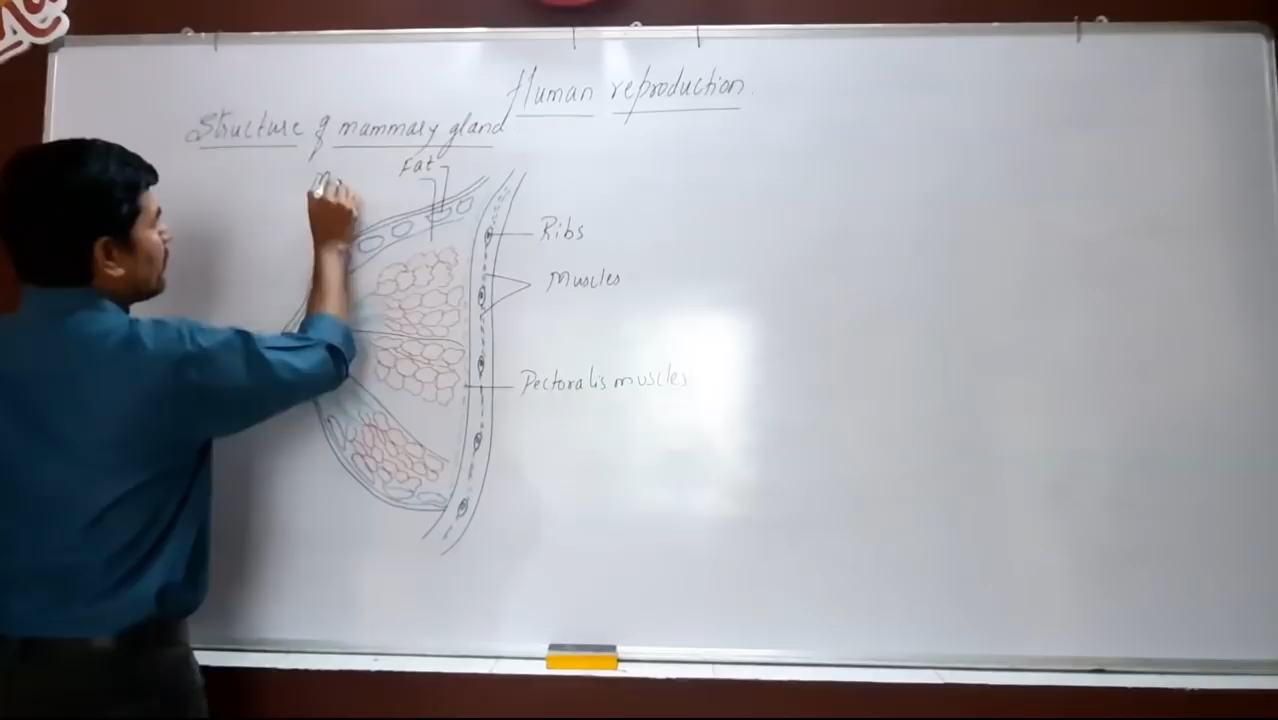 Human reproduction.
Structure of mammary gland
Fat
Ribs
Muscles
Pectoralis muscles